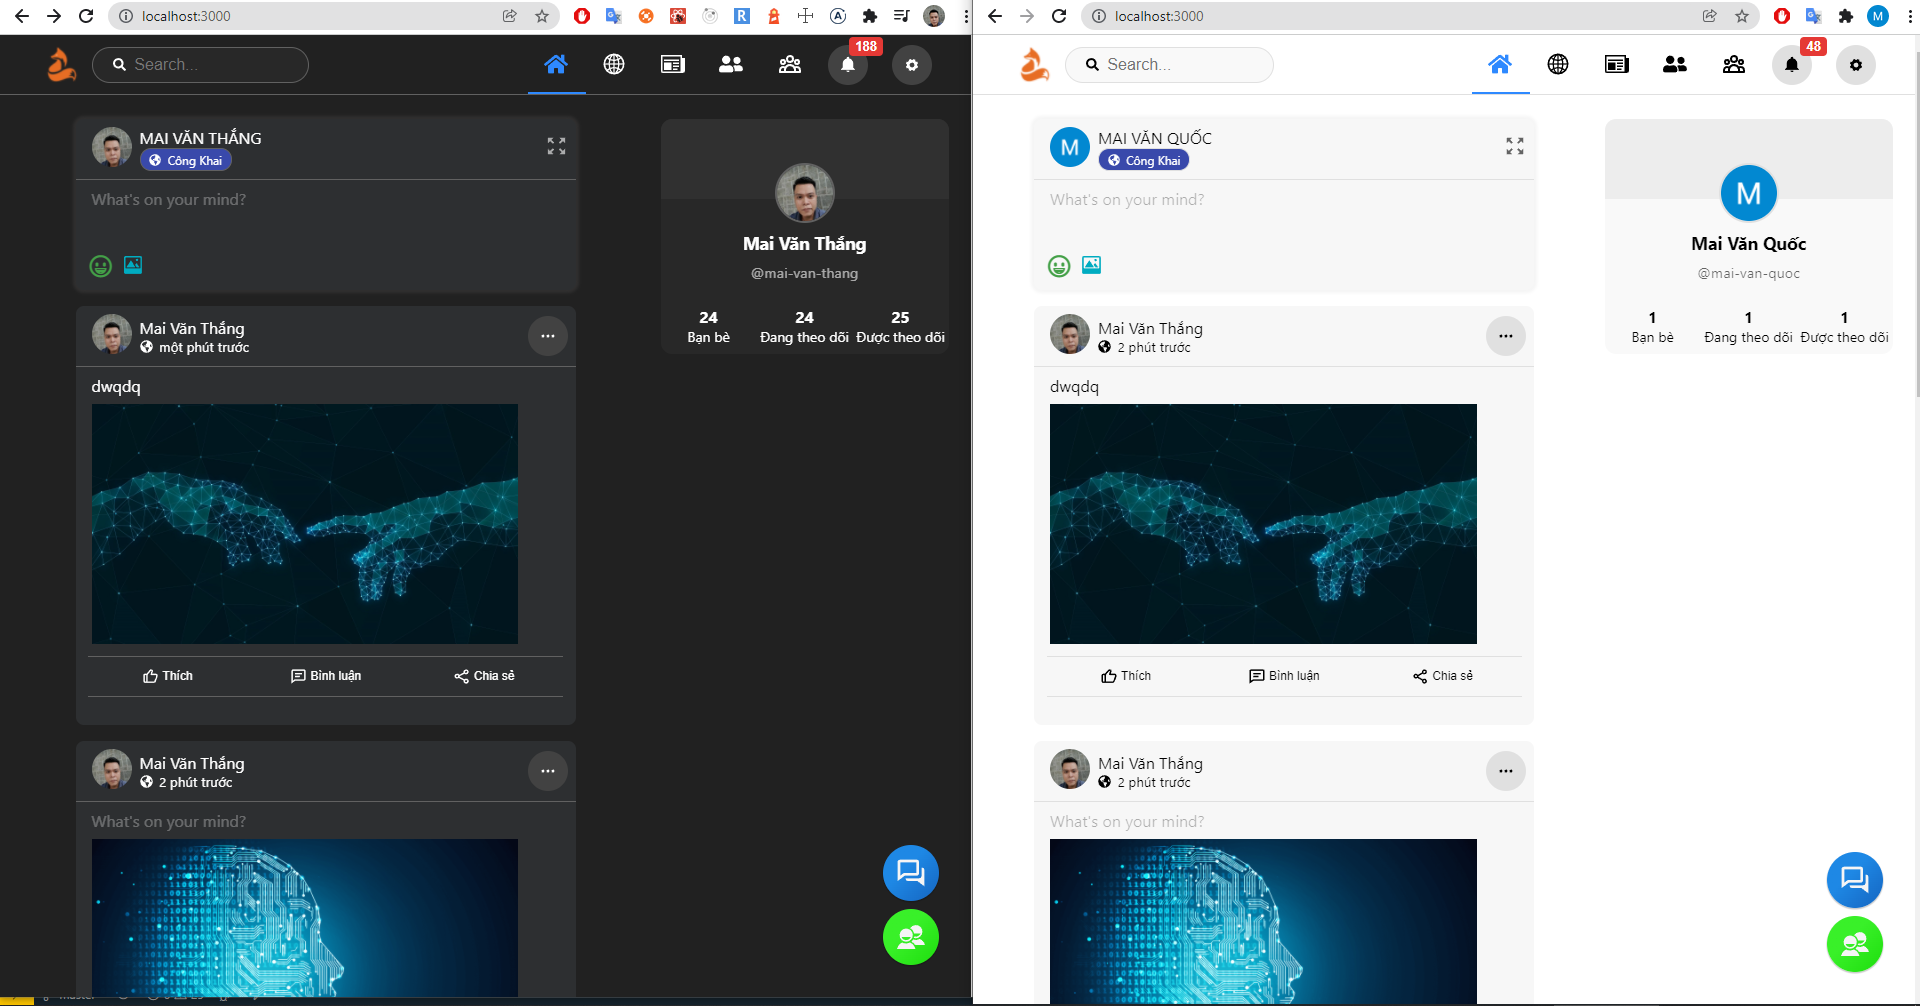 localhost:3000
Search...
188
MAI VĂN THẮNG
Công Khai
What's on your mind?
Mai Văn Thắng
@mai-van-thang
24
24
25
Bạn bè
Đang theo dõi
Được theo dõi
Mai Văn Thắng
một phút trước
dwqdq
Thích
Bình luận
Chia sẻ
Mai Văn Thắng
2 phút trước
What's on your mind?
localhost:3000
M
Search...
48
M
MAI VĂN QUỐC
Công Khai
What's on your mind?
M
Mai Văn Quốc
@mai-van-quoc
1
1
1
Bạn bè
Đang theo dõi
Được theo dõi
Mai Văn Thắng
2 phút trước
dwqdq
Thích
Bình luận
Chia sẻ
Mai Văn Thắng
2 phút trước
What's on your mind?